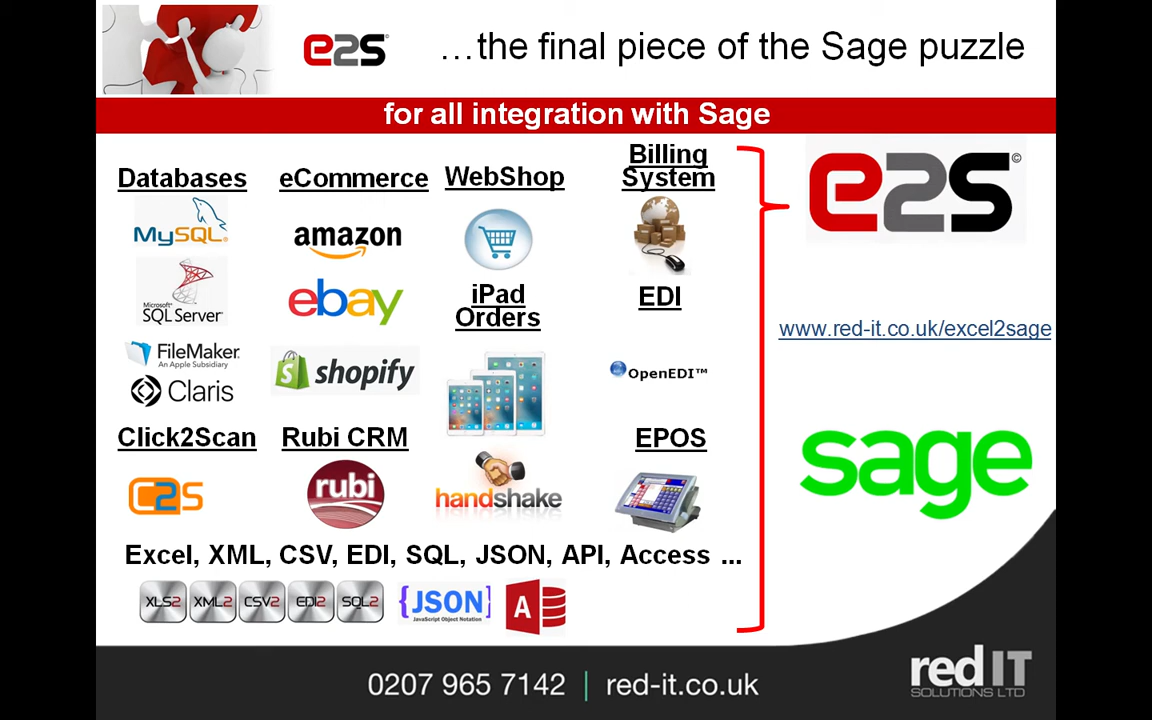 e2s
...the final piece of the Sage puzzle
for all integration with Sage
Databases
MySQL®
Microsoft®
SQL Server®
FileMaker
An Apple Subsidiary
Claris
Click2Scan
C2S
eCommerce
amazon
ebay
shopify
Rubi CRM
rubi
WebShop
iPad
Orders
handshake
Billing
System
EDI
OpenEDI™
EPOS
Excel, XML, CSV, EDI, SQL, JSON, API, Access ...
XLS2 XML2 CSV2 EDI2 SQL2
{JSON}
JavaScript Object Notation
A
e2s©
www.red-it.co.uk/excel2sage
sage
0207 965 7142 | red-it.co.uk
red IT
SOLUTIONS LTD